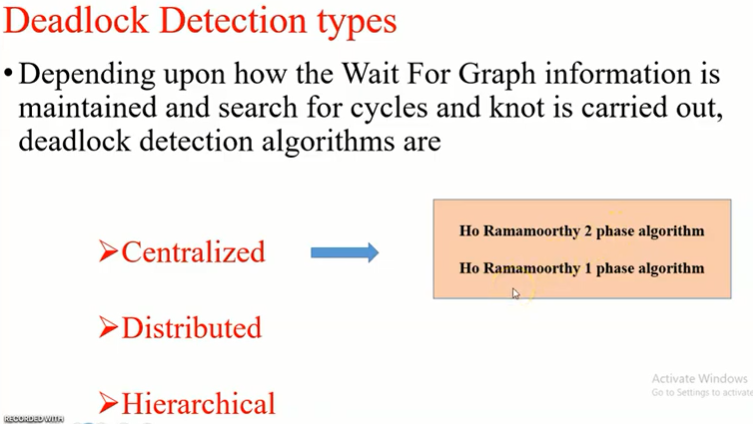 Deadlock Detection types
•Depending upon how the Wait For Graph information is
maintained and search for cycles and knot is carried out,
deadlock detection algorithms are
Ho Ramamoorthy 2 phase algorithm
➢Centralized
Ho Ramamoorthy 1 phase algorithm
➢Distributed
Activate Windows
Go to Settings to activate
➢Hierarchical
RECORDED WITH